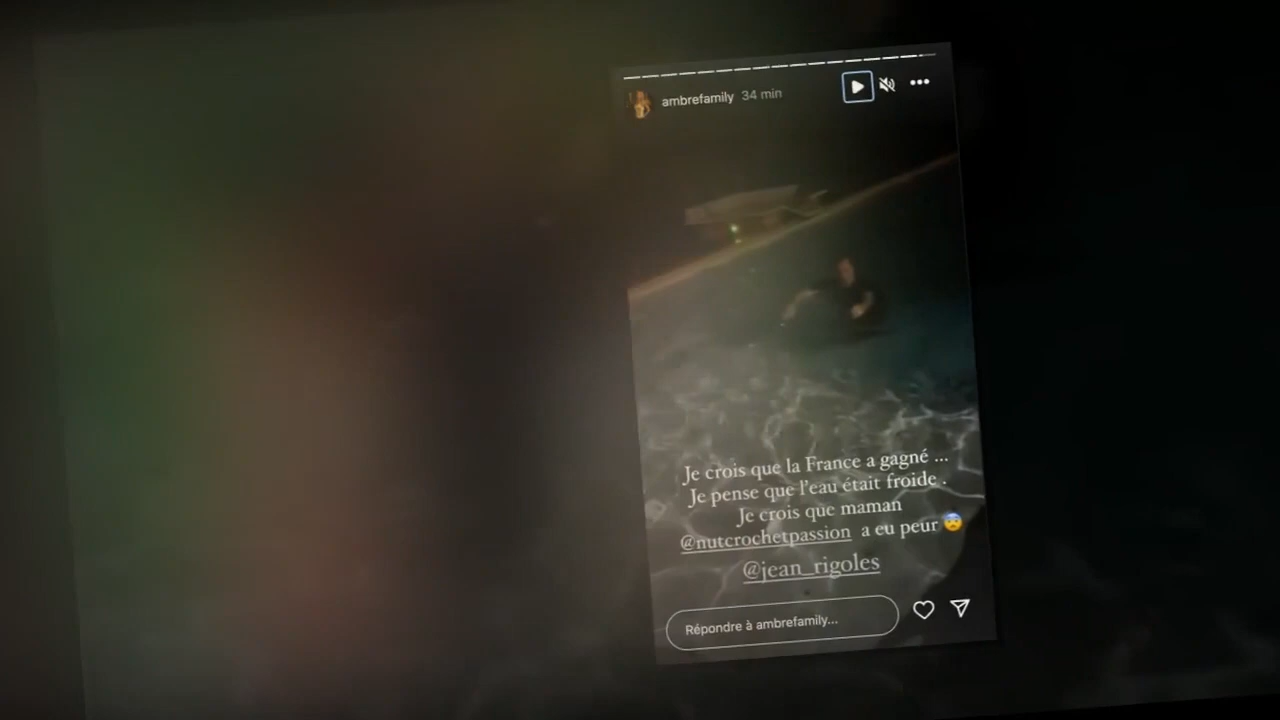 ambrefamily 34 min
Je crois que la France a gagné ...
Je pense que l'eau était froide .
Je crois que maman
@nutcrochetpassion a eu peur 😨
@jean_rigoles
Répondre à ambrefamily...